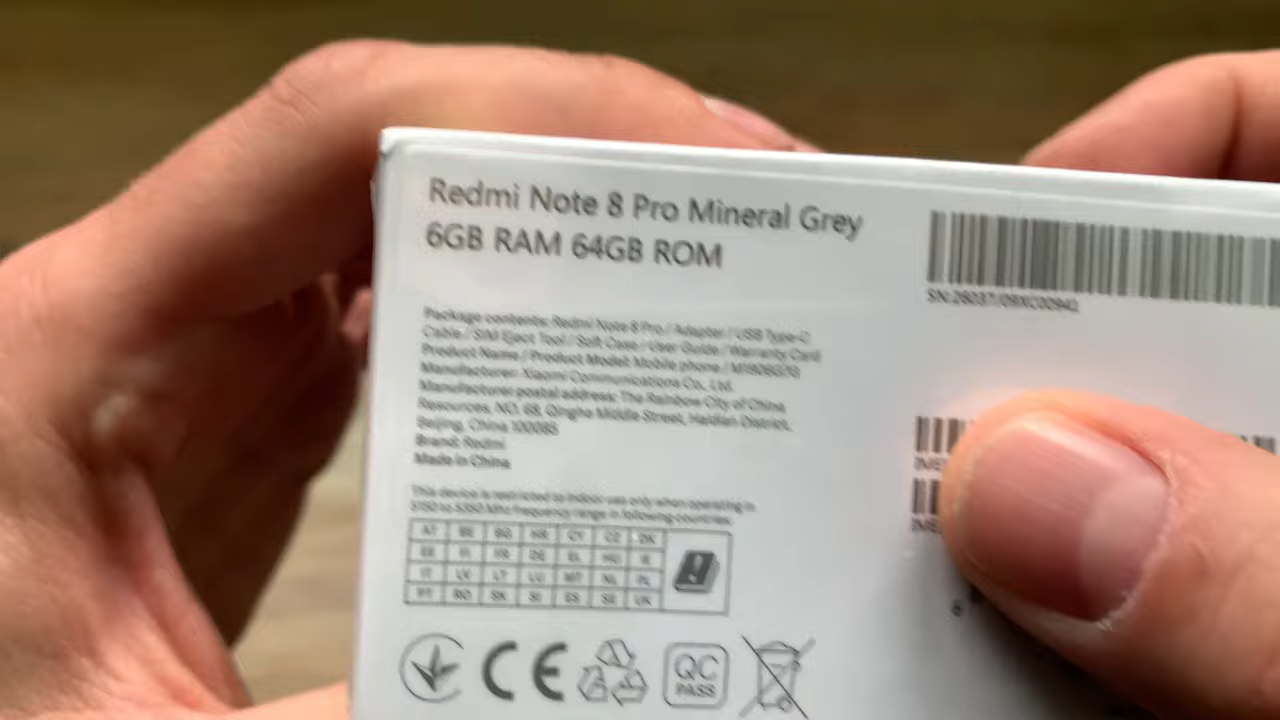 Redmi Note 8 Pro Mineral Grey
6GB RAM 64GB ROM
Package contents: Redmi Note 8 Pro / Adapter / USB Type-C
Cable / SIM Eject Tool / Soft Case / User Guide / Warranty Card
Product Name / Product Model: Mobile phone /
Manufacturer: Xiaomi Communications Co., Ltd.
Manufacturer postal address: The Rainbow City of China
Resources, NO. 68, Qinghe Middle Street, Haidian District,
Beijing, China 100085
Brand: Redmi
Made in China
This device is restricted to indoor use only when operating in
5150 to 5350 Mhz frequency range in following countries:
AT BE BG HR CY CZ DK
EE FI FR DE EL HU IE
IT LV LT LU MT NL PL
PT RO SK SI ES SE UK
CE
QC
PASS
SN: